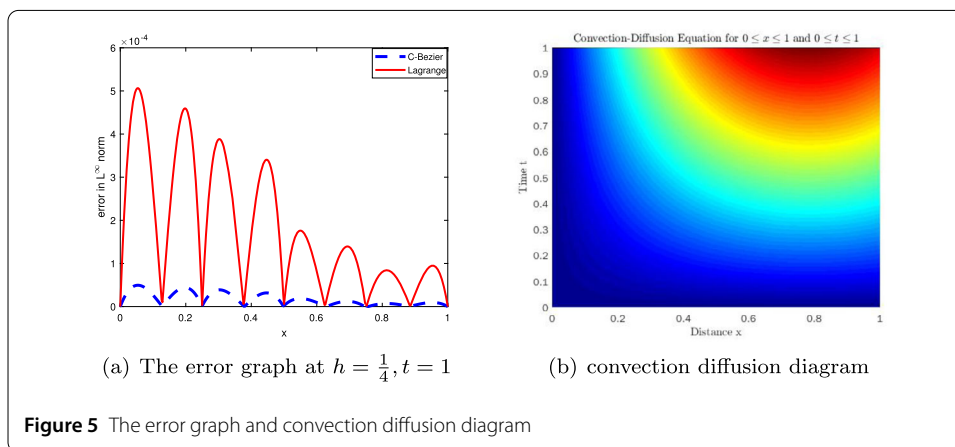 ×10⁻⁴
6
5
4
3
2
1
0
error in L∞ norm
C-Bezier
Lagrange
0 0.2 0.4 0.6 0.8 1
x
(a) The error graph at h = 1/4, t = 1
Convection-Diffusion Equation for 0 ≤ x ≤ 1 and 0 ≤ t ≤ 1
1
0.9
0.8
0.7
0.6
0.5
0.4
0.3
0.2
0.1
0
Time t
0 0.2 0.4 0.6 0.8 1
Distance x
(b) convection diffusion diagram
Figure 5 The error graph and convection diffusion diagram